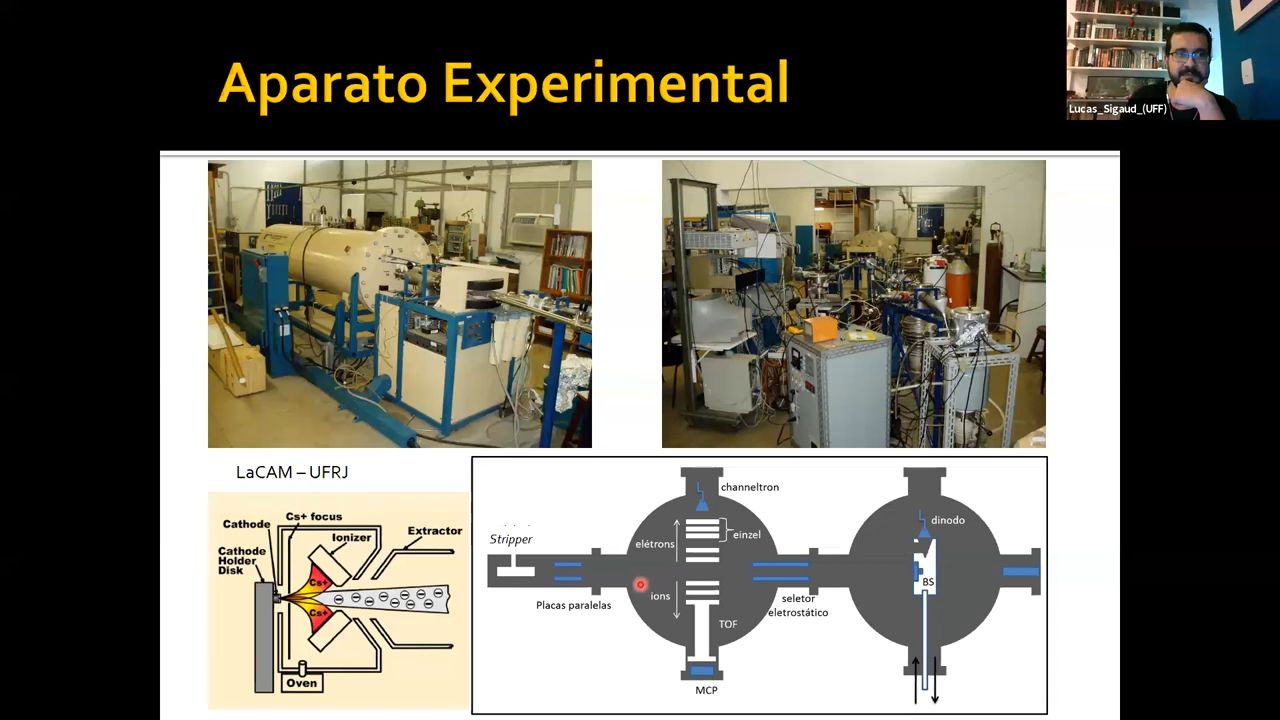 Aparato Experimental
Lucas_Sigaud_(UFF)
LaCAM – UFRJ
Cs+ focus
Cathode
Ionizer
Extractor
Cathode
Holder
Disk
Cs+
Cs+
Oven
channeltron
dinodo
elétrons
einzel
Stripper
BS
ions
Placas paralelas
seletor
eletrostático
TOF
MCP